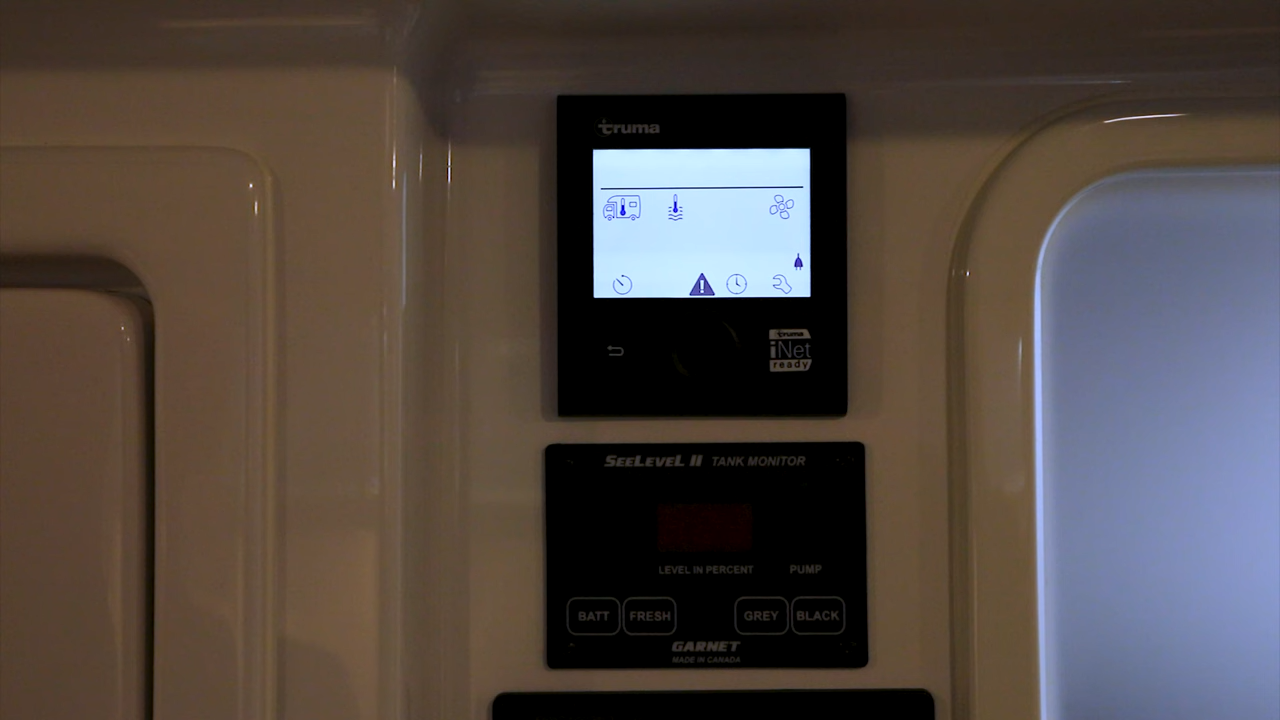 truma
truma
iNet
ready
SEELEVEL II TANK MONITOR
LEVEL IN PERCENT PUMP
BATT FRESH GREY BLACK
GARNET
MADE IN CANADA